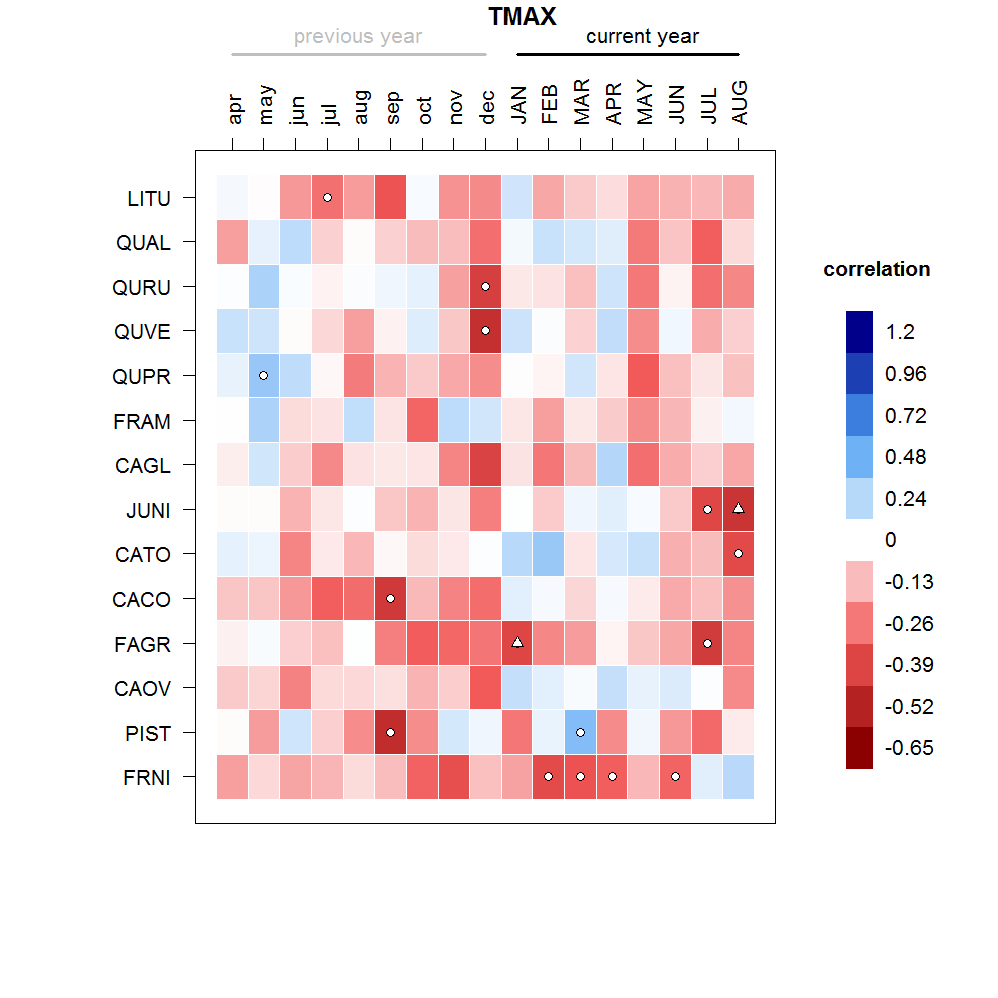 TMAX
previous year current year
apr may jun jul aug sep oct nov dec JAN FEB MAR APR MAY JUN JUL AUG
LITU
QUAL
QURU
QUVE
QUPR
FRAM
CAGL
JUNI
CATO
CACO
FAGR
CAOV
PIST
FRNI
correlation
1.2
0.96
0.72
0.48
0.24
0
-0.13
-0.26
-0.39
-0.52
-0.65